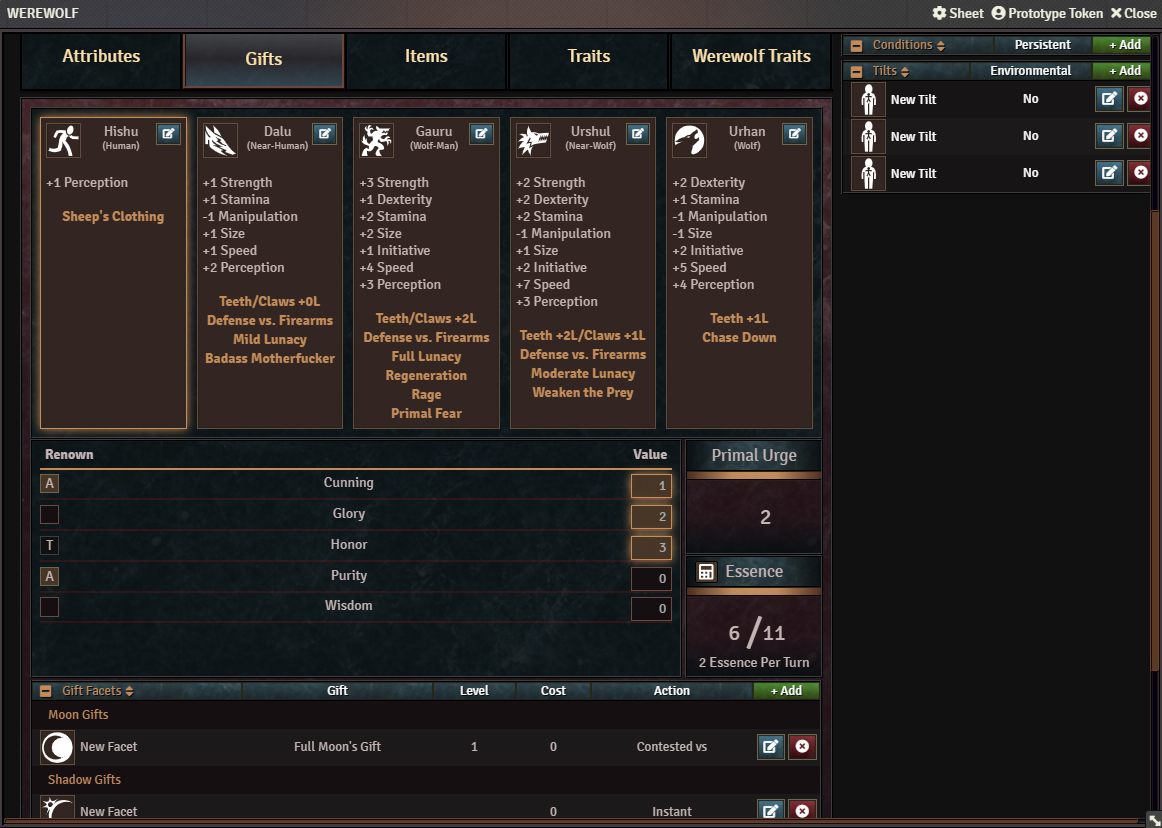 WEREWOLF
Sheet Prototype Token Close
Attributes Gifts Items Traits Werewolf Traits
Hishu
(Human)
+1 Perception
Sheep's Clothing
Dalu
(Near-Human)
+1 Strength
+1 Stamina
-1 Manipulation
+1 Size
+1 Speed
+2 Perception
Teeth/Claws +0L
Defense vs. Firearms
Mild Lunacy
Badass Motherfucker
Gauru
(Wolf-Man)
+3 Strength
+1 Dexterity
+2 Stamina
+2 Size
+1 Initiative
+4 Speed
+3 Perception
Teeth/Claws +2L
Defense vs. Firearms
Full Lunacy
Regeneration
Rage
Primal Fear
Urshul
(Near-Wolf)
+2 Strength
+2 Dexterity
+2 Stamina
-1 Manipulation
+1 Size
+2 Initiative
+7 Speed
+3 Perception
Teeth +2L/Claws +1L
Defense vs. Firearms
Moderate Lunacy
Weaken the Prey
Urhan
(Wolf)
+2 Dexterity
+1 Stamina
-1 Manipulation
-1 Size
+2 Initiative
+5 Speed
+4 Perception
Teeth +1L
Chase Down
Renown Value
A Cunning 1
Glory 2
T Honor 3
A Purity 0
Wisdom 0
Primal Urge
2
Essence
6 / 11
2 Essence Per Turn
Gift Facets Gift Level Cost Action + Add
Moon Gifts
New Facet Full Moon's Gift 1 0 Contested vs
Shadow Gifts
New Facet 0 Instant
Conditions Persistent + Add
Tilts Environmental + Add
New Tilt No
New Tilt No
New Tilt No